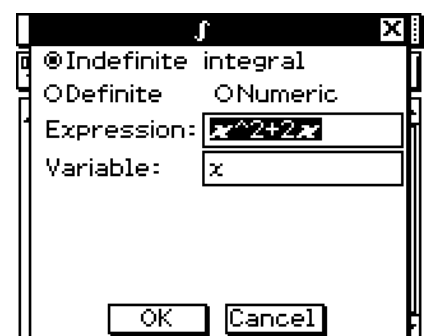 ∫ X
Indefinite integral
Definite Numeric
Expression: x^2+2x
Variable: x
OK Cancel